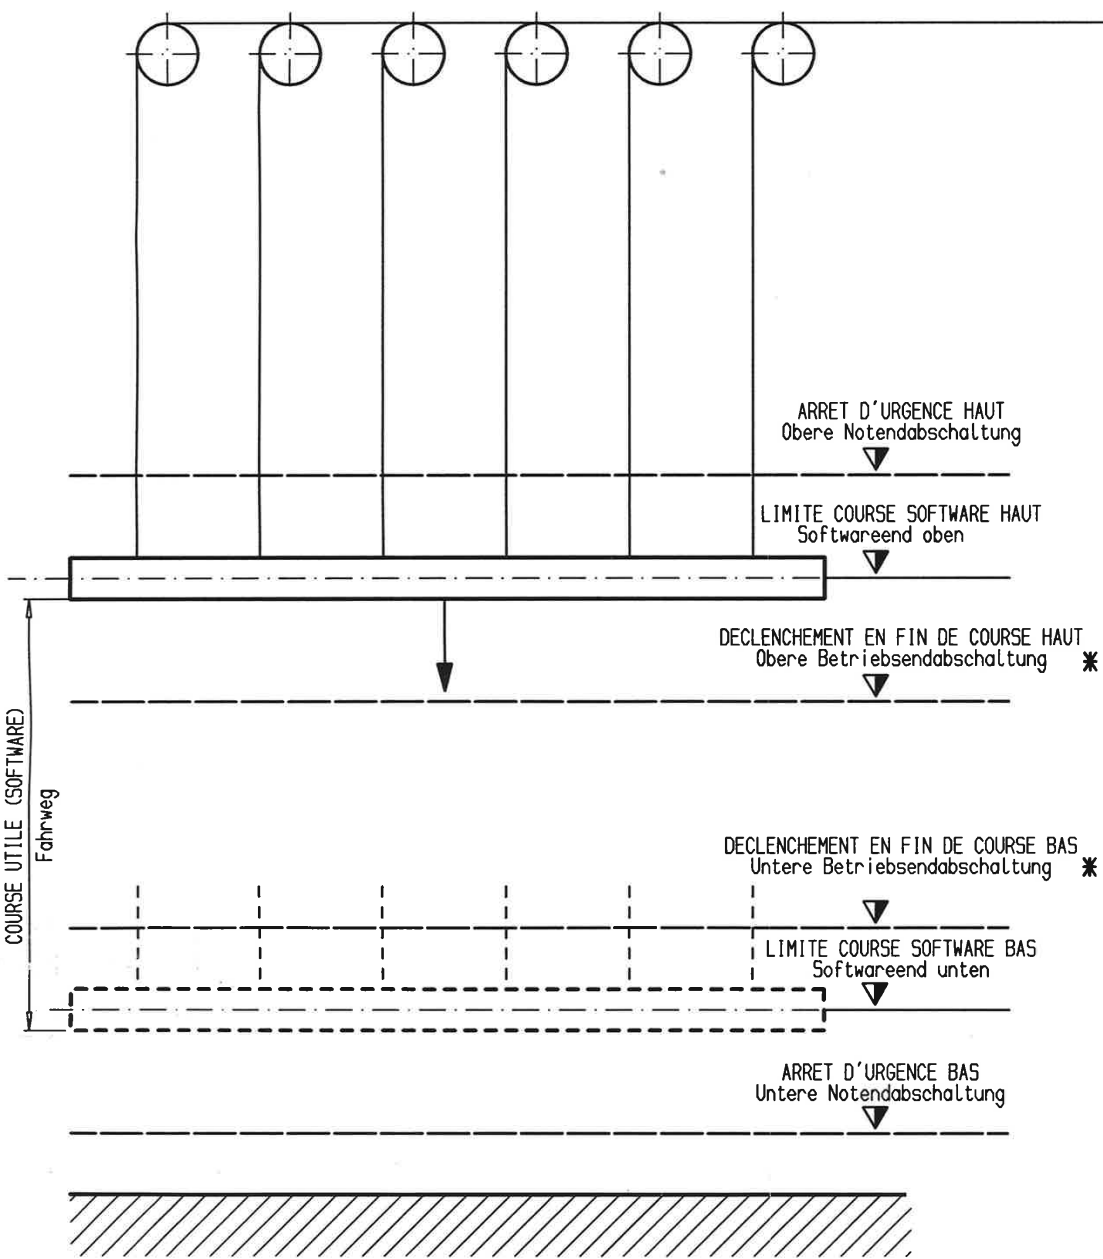 ARRET D'URGENCE HAUT
Obere Notendabschaltung
LIMITE COURSE SOFTWARE HAUT
Softwareend oben
DECLENCHEMENT EN FIN DE COURSE HAUT
Obere Betriebsendabschaltung *
COURSE UTILE (SOFTWARE)
Fahrweg
DECLENCHEMENT EN FIN DE COURSE BAS
Untere Betriebsendabschaltung *
LIMITE COURSE SOFTWARE BAS
Softwareend unten
ARRET D'URGENCE BAS
Untere Notendabschaltung